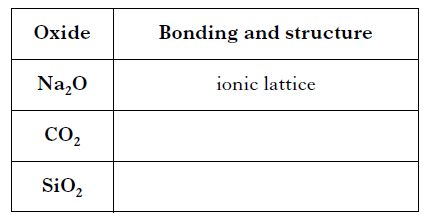 Oxide Bonding and structure
Na₂O ionic lattice
CO₂
SiO₂